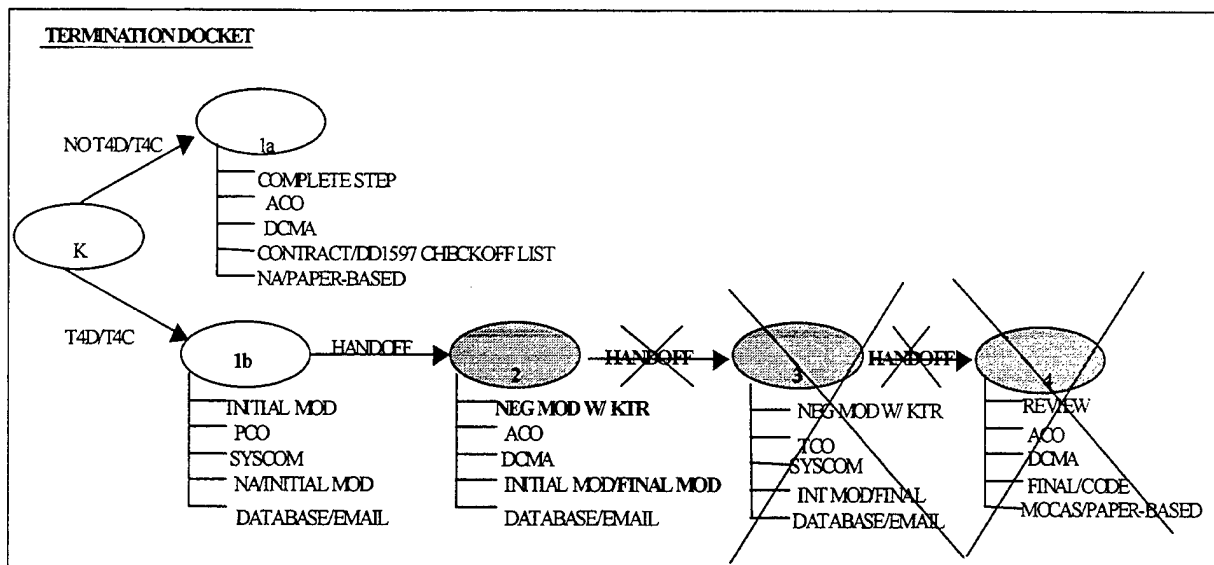 TERMINATION DOCKET
NO T4D/T4C
1a
COMPLETE STEP
ACO
DCMA
CONTRACT/DD1597 CHECKOFF LIST
NA/PAPER-BASED
K
T4D/T4C
1b
HANDOFF
2
HANDOFF
3
HANDOFF
4
INITIAL MOD
PCO
SYSCOM
NA/INITIAL MOD
DATABASE/EMAIL
NEG MOD W/ KTR
ACO
DCMA
INITIAL MOD/FINAL MOD
DATABASE/EMAIL
NEG MOD W/ KTR
TCO
SYSCOM
INT MOD/FINAL
DATABASE/EMAIL
REVIEW
ACO
DCMA
FINAL/CODE
MOCAS/PAPER-BASED